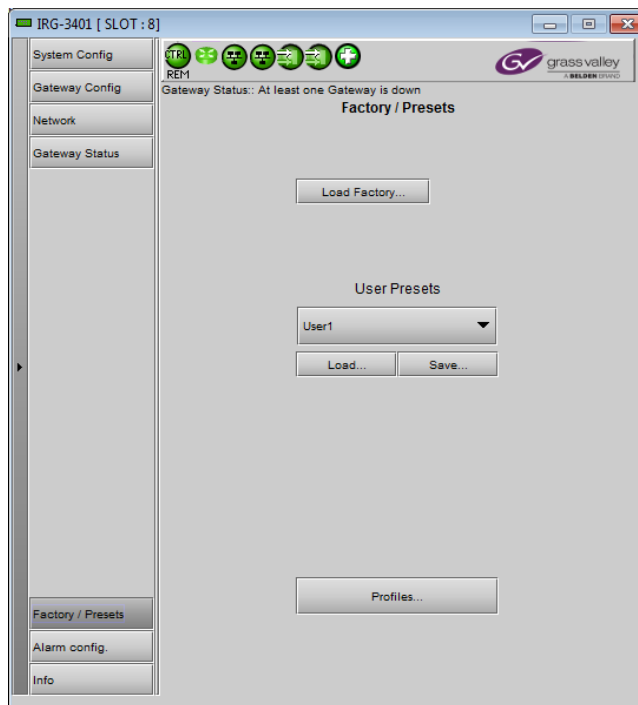 IRG-3401 [ SLOT : 8]
System Config
Gateway Config
Network
Gateway Status
CTRL
REM
grass valley
A BELDEN BRAND
Gateway Status:: At least one Gateway is down
Factory / Presets
Load Factory...
User Presets
User1
Load... Save...
Profiles...
Factory / Presets
Alarm config.
Info